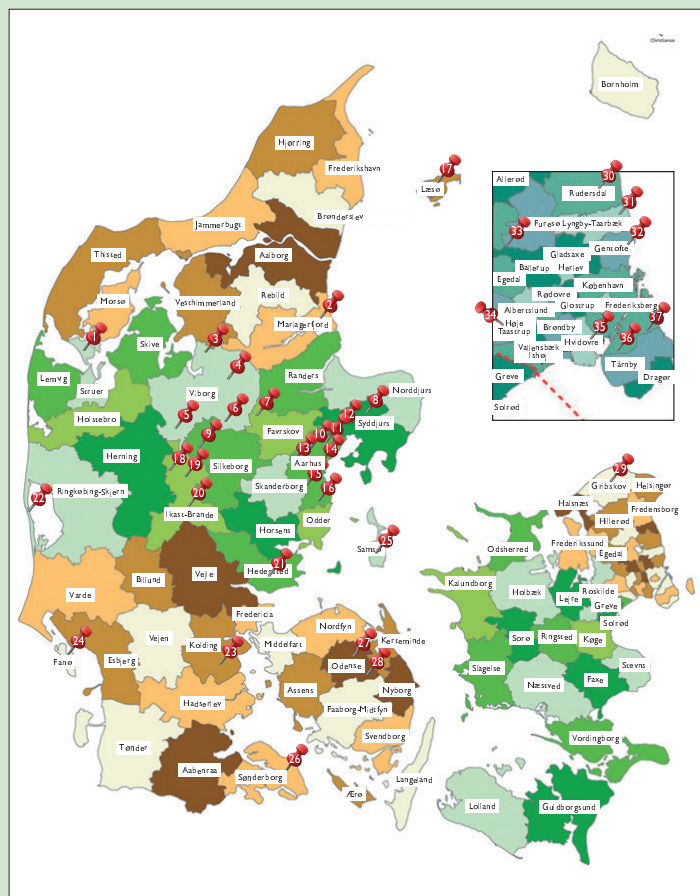 Christiansø
Bornholm
Hjørring
Frederikshavn
17
Læsø
Brønderslev
Jammerbugt
Thisted
Aalborg
Morsø
Vesthimmerland
Rebild
2
Mariagerfjord
1
3
Skive
4
Lemvig
Struer
Viborg
Randers
Norddjurs
8
7
6
5
Holstebro
12
Syddjurs
11
10
9
Favrskov
13
14
Herning
18
19
Silkeborg
Aarhus
15
Skanderborg
16
20
22
Ringkøbing-Skjern
Ikast-Brande
Odder
Horsens
25
Samsø
21
Hedensted
Vejle
Billund
Varde
Fredericia
24
Vejen
Kolding
23
Fanø
Esbjerg
Middelfart
Nordfyn
27
Kerteminde
28
Odense
Assens
Nyborg
Haderslev
Faaborg-Midtfyn
Svendborg
Tønder
26
Aabenraa
Sønderborg
Ærø
Langeland
30
Allerød
Rudersdal
31
33
Furesø
Lyngby-Taarbæk
32
Gentofte
Gladsaxe
Ballerup
Herlev
Egedal
København
Rødovre
Glostrup
Frederiksberg
34
Albertslund
37
Høje
Taastrup
Brøndby
35
36
Hvidovre
Vallensbæk
Ishøj
Tårnby
Greve
Dragør
Solrød
29
Gribskov
Helsingør
Halsnæs
Fredensborg
Hillerød
Frederikssund
Odsherred
Egedal
Kalundborg
Holbæk
Roskilde
Lejre
Greve
Solrød
Sorø
Ringsted
Køge
Slagelse
Stevns
Faxe
Næstved
Vordingborg
Lolland
Guldborgsund